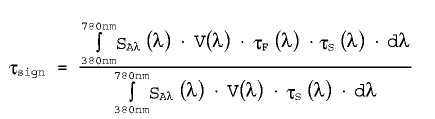 τsign = 780nm ∫ 380nm SAλ (λ) · V(λ) · τF (λ) · τS (λ) · dλ
780nm ∫ 380nm SAλ (λ) · V(λ) · τS (λ) · dλ